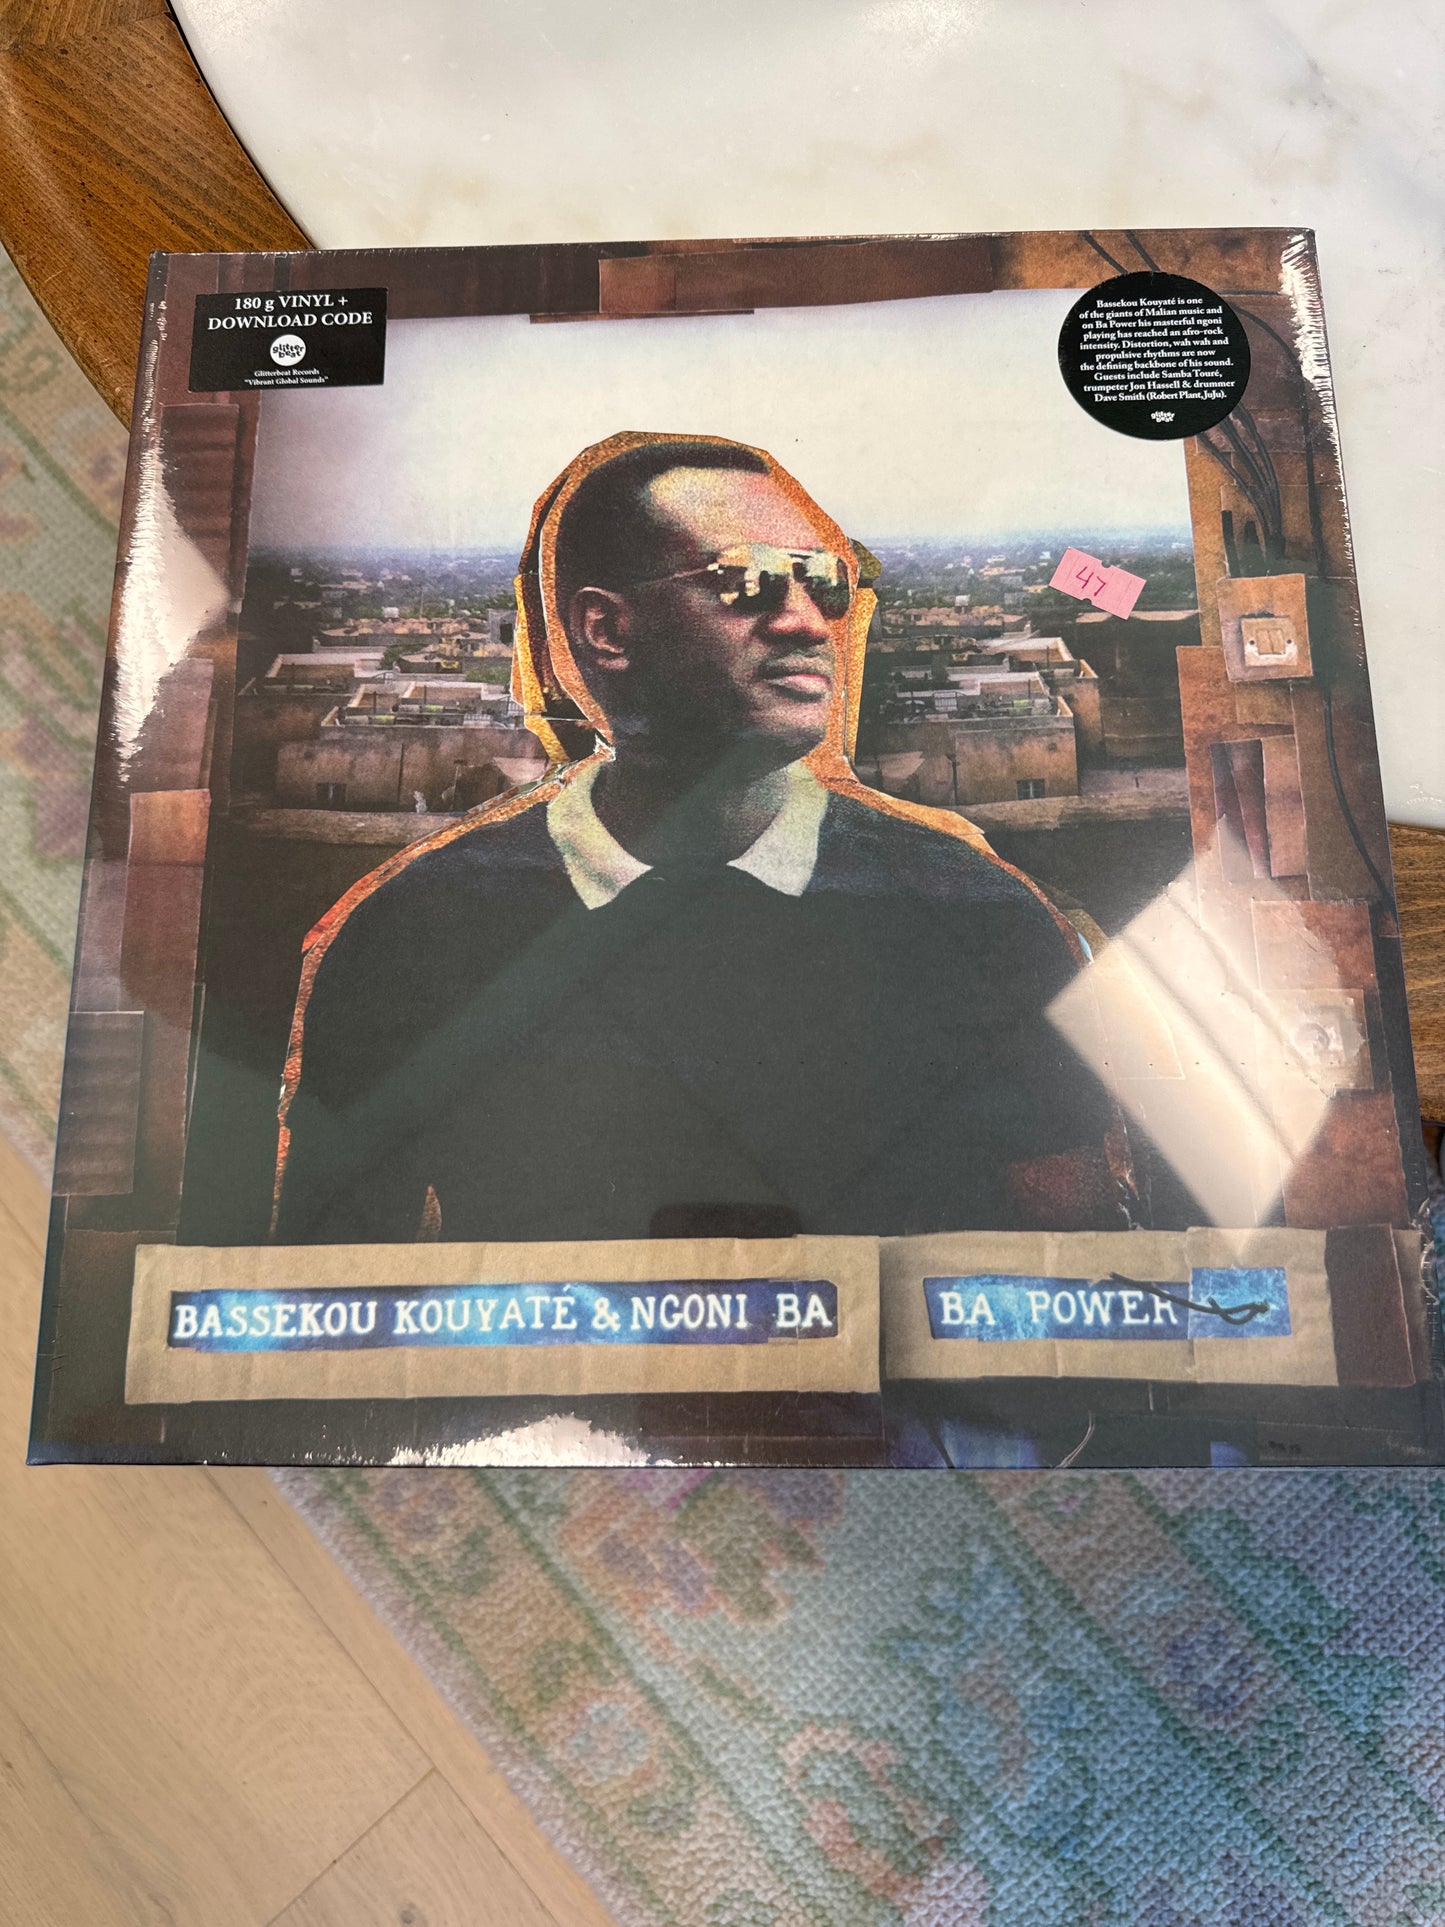 180 g VINYL +
DOWNLOAD CODE
glitter
beat
Glitterbeat Records
"Vibrant Global Sounds"
Bassekou Kouyaté is one
of the giants of Malian music and
on Ba Power his masterful ngoni
playing has reached an afro-rock
intensity. Distortion, wah wah and
propulsive rhythms are now
the defining backbone of his sound.
Guests include Samba Touré,
trumpeter Jon Hassell & drummer
Dave Smith (Robert Plant, JuJu).
glitter
beat
47
BASSEKOU KOUYATÉ & NGONI BA
BA POWER